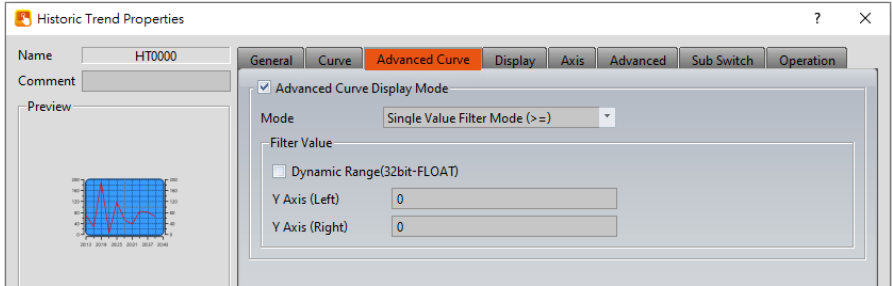 Historic Trend Properties ? ×
Name HT0000
Comment
Preview
General Curve Advanced Curve Display Axis Advanced Sub Switch Operation
Advanced Curve Display Mode
Mode Single Value Filter Mode (>=)
Filter Value
Dynamic Range(32bit-FLOAT)
Y Axis (Left) 0
Y Axis (Right) 0